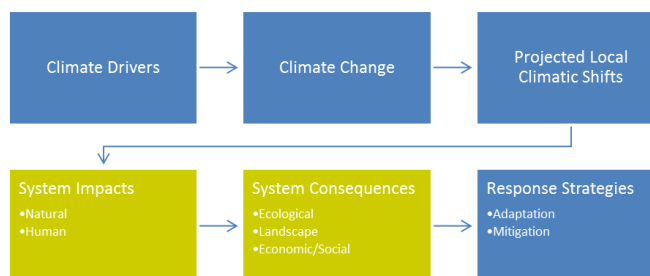 Climate Drivers
Climate Change
Projected Local
Climatic Shifts
System Impacts
•Natural
•Human
System Consequences
•Ecological
•Landscape
•Economic/Social
Response Strategies
•Adaptation
•Mitigation